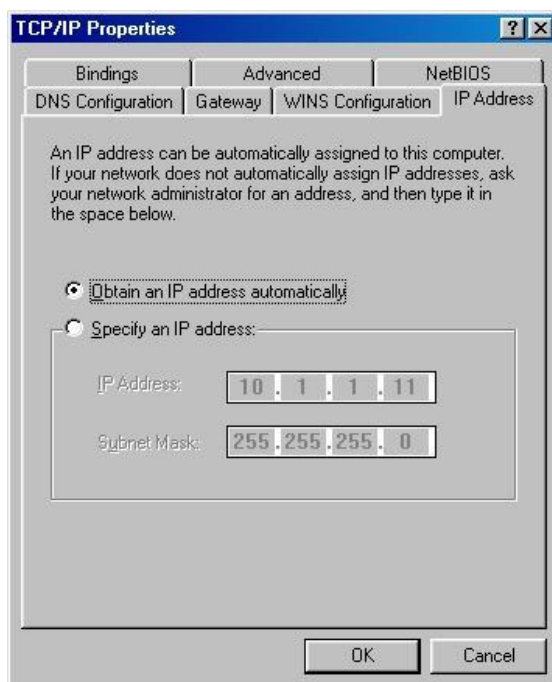 TCP/IP Properties
Bindings Advanced NetBIOS
DNS Configuration Gateway WINS Configuration IP Address
An IP address can be automatically assigned to this computer.
If your network does not automatically assign IP addresses, ask
your network administrator for an address, and then type it in
the space below.
Obtain an IP address automatically
Specify an IP address:
IP Address: 10 . 1 . 1 . 11
Subnet Mask: 255 . 255 . 255 . 0
OK Cancel